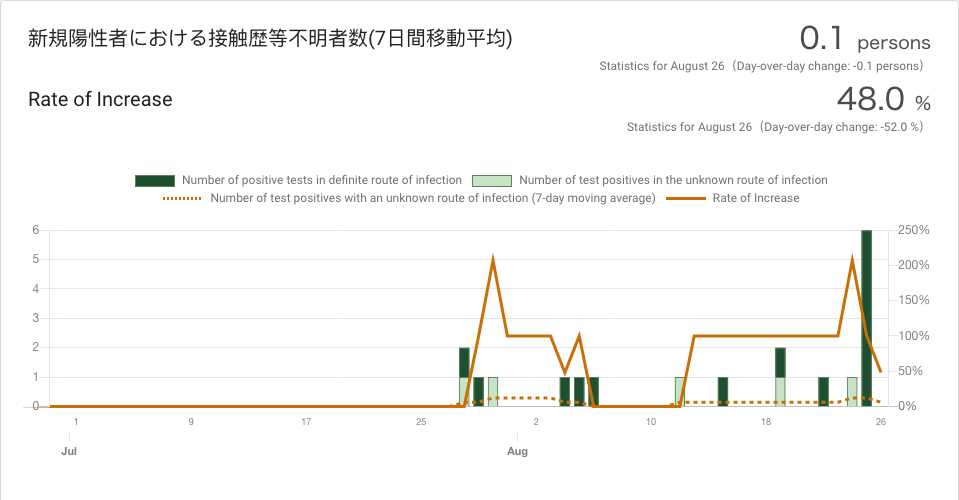 新規陽性者における接触歴等不明者数(7日間移動平均)
0.1 persons
Statistics for August 26（Day-over-day change: -0.1 persons）
Rate of Increase
48.0 %
Statistics for August 26（Day-over-day change: -52.0 %）
Number of positive tests in definite route of infection
Number of test positives in the unknown route of infection
Number of test positives with an unknown route of infection (7-day moving average)
Rate of Increase
6
5
4
3
2
1
0
250%
200%
150%
100%
50%
0%
1 9 17 25 2 10 18 26
Jul Aug